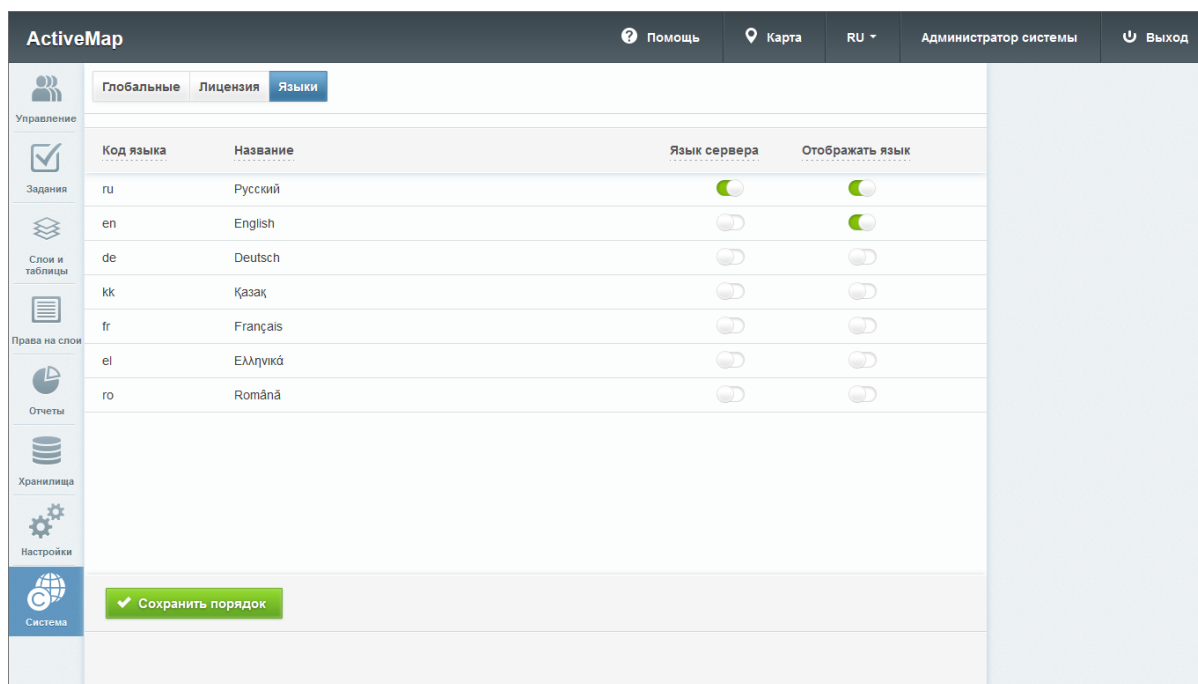 ActiveMap
Помощь
Карта
RU
Администратор системы
Выход
Управление
Задания
Слои и
таблицы
Права на слои
Отчеты
Хранилища
Настройки
Система
Глобальные Лицензия Языки
Код языка Название Язык сервера Отображать язык
ru Русский
en English
de Deutsch
kk Қазақ
fr Français
el Ελληνικά
ro Română
Сохранить порядок